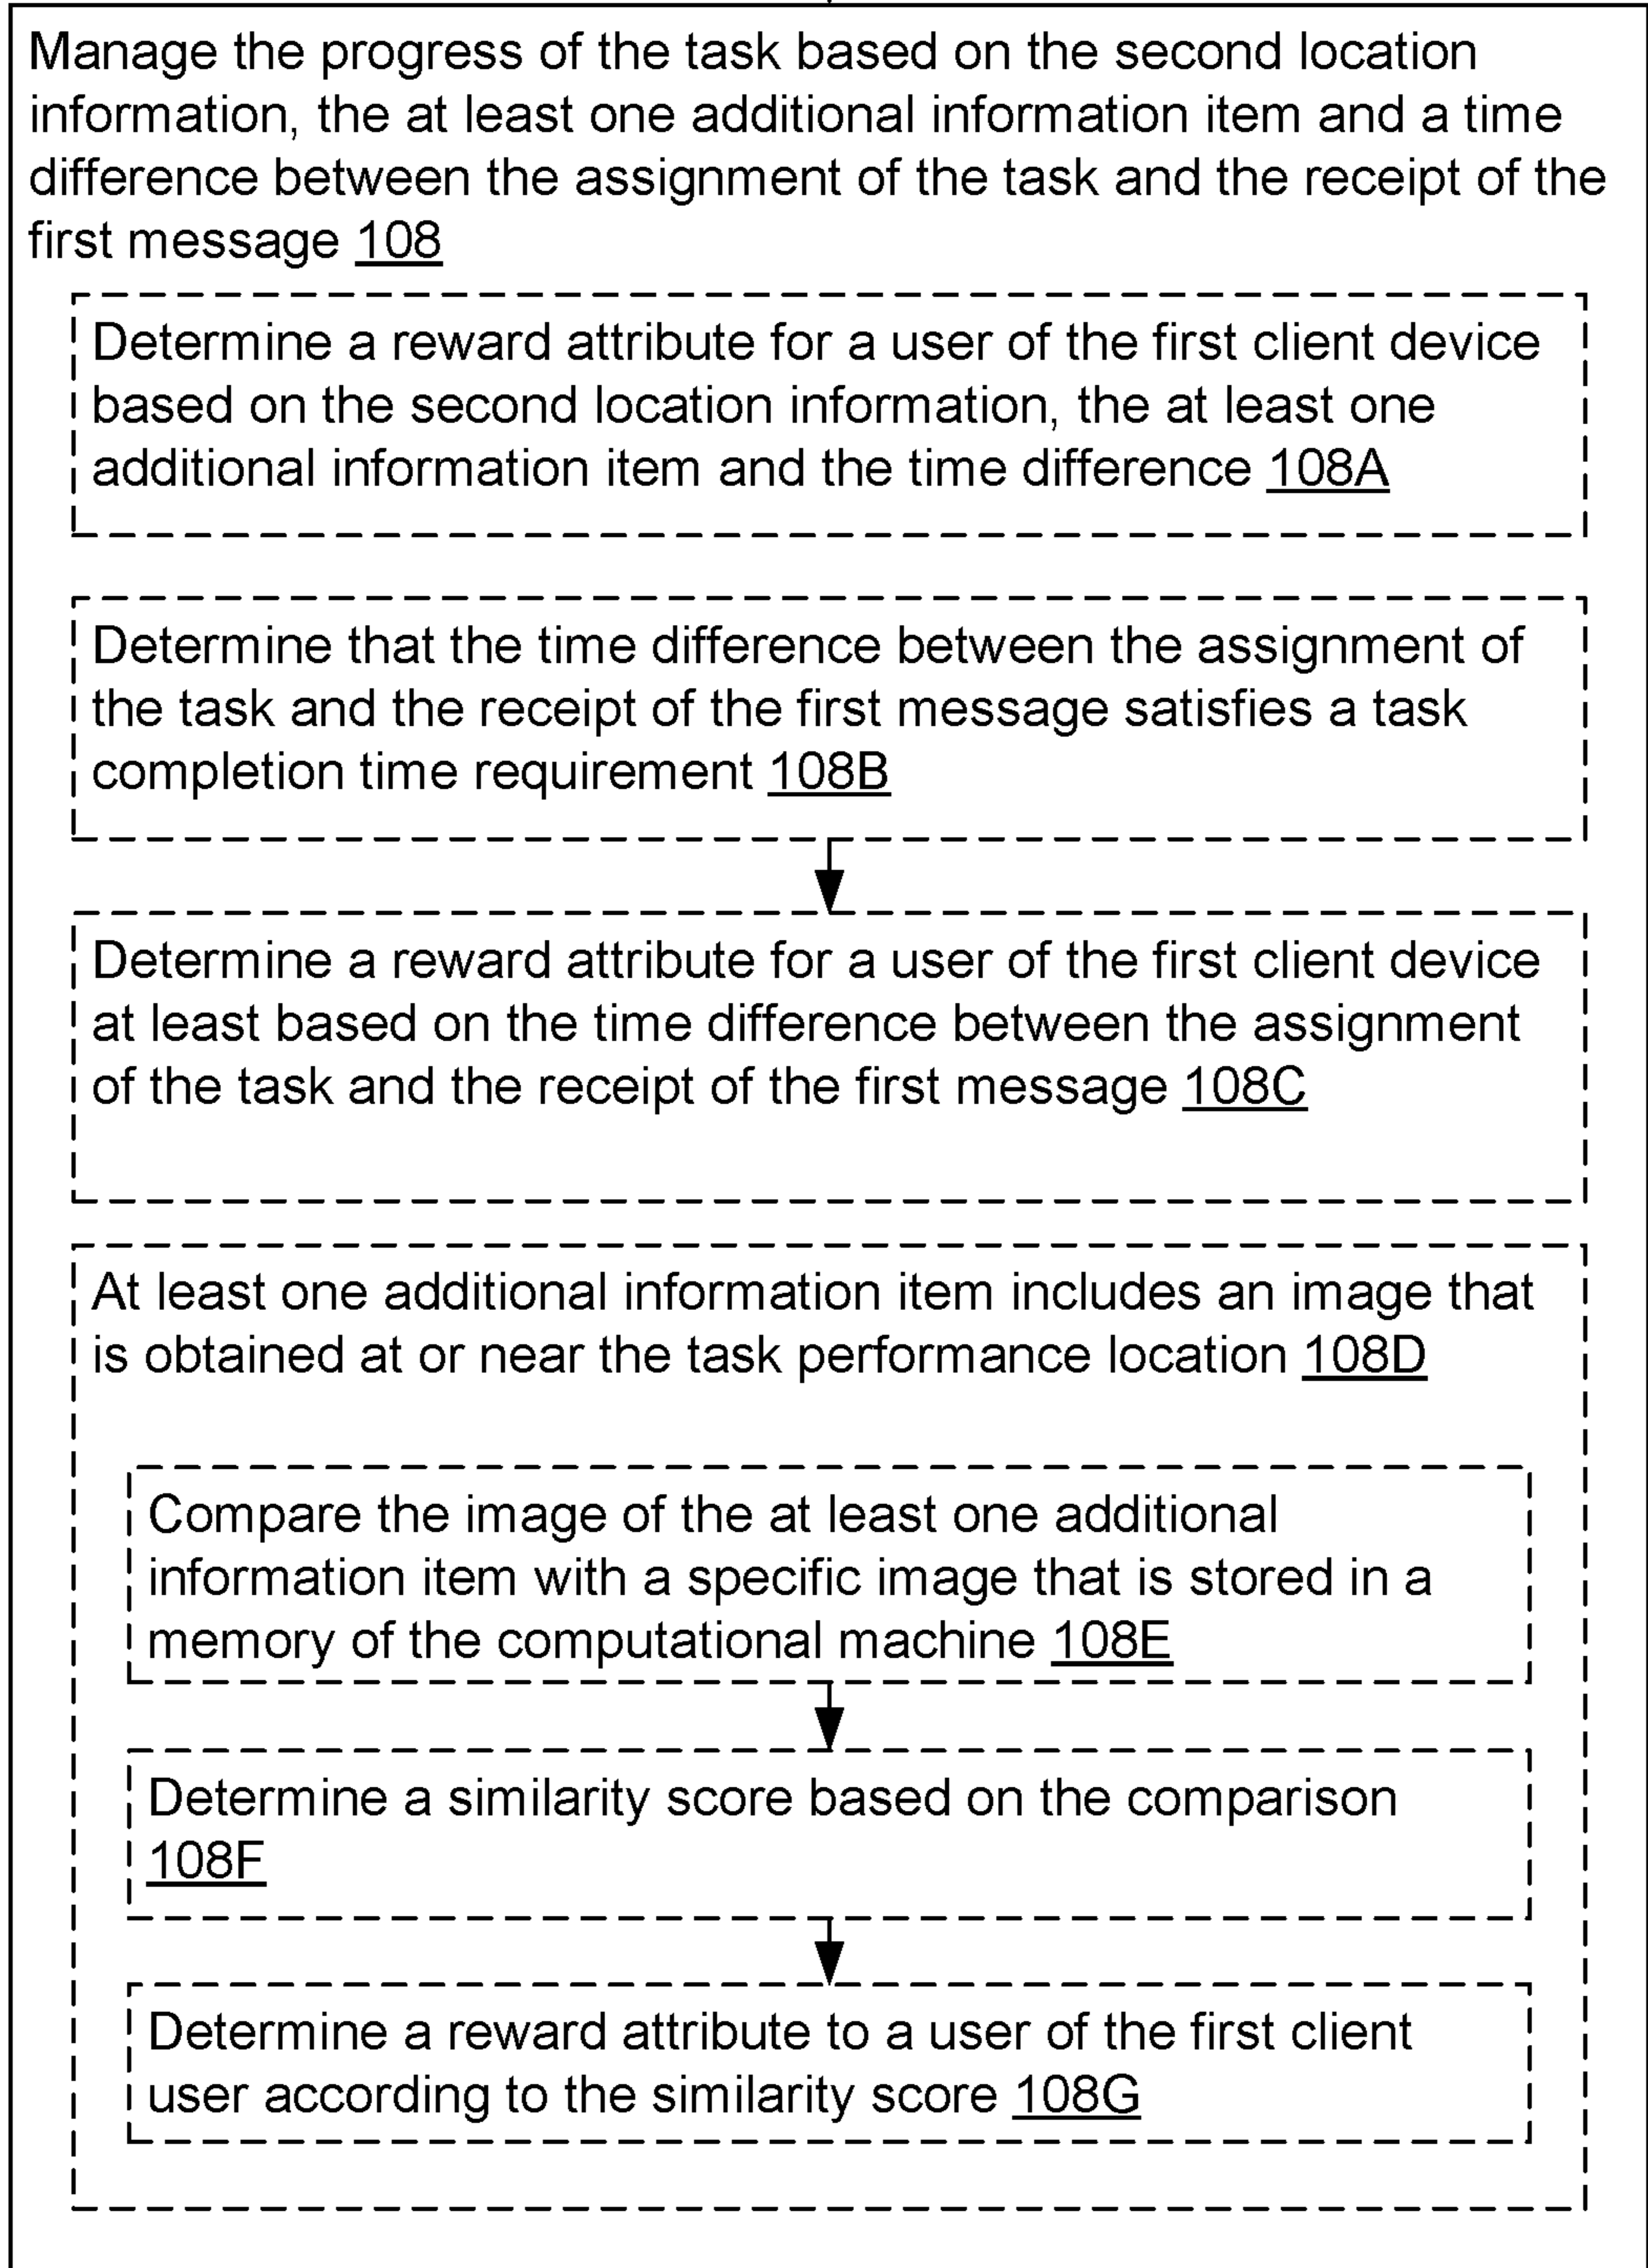 Manage the progress of the task based on the second location
information, the at least one additional information item and a time
difference between the assignment of the task and the receipt of the
first message 108
Determine a reward attribute for a user of the first client device
based on the second location information, the at least one
additional information item and the time difference 108A
Determine that the time difference between the assignment of
the task and the receipt of the first message satisfies a task
completion time requirement 108B
Determine a reward attribute for a user of the first client device
at least based on the time difference between the assignment
of the task and the receipt of the first message 108C
At least one additional information item includes an image that
is obtained at or near the task performance location 108D
Compare the image of the at least one additional
information item with a specific image that is stored in a
memory of the computational machine 108E
Determine a similarity score based on the comparison
108F
Determine a reward attribute to a user of the first client
user according to the similarity score 108G